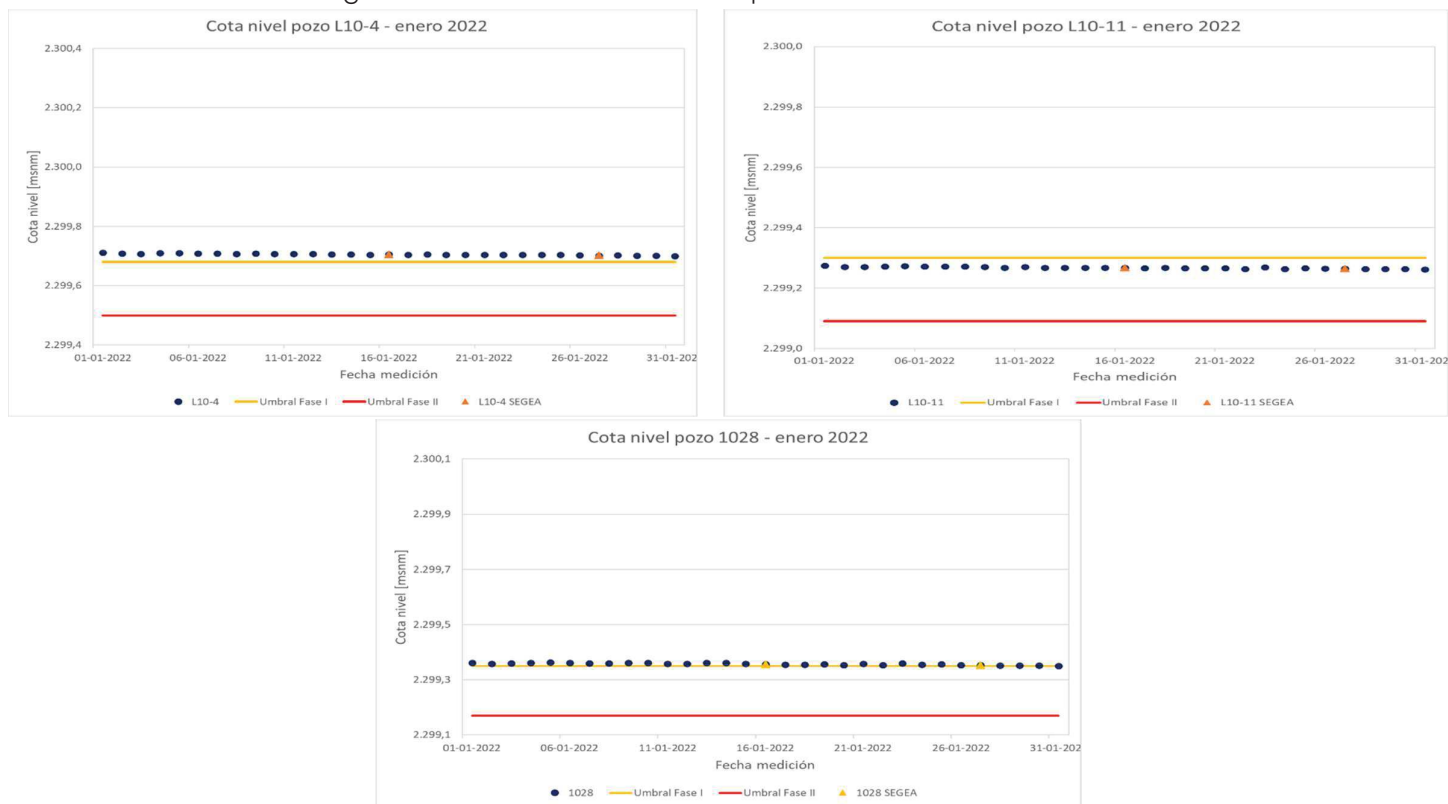 Cota nivel pozo L10-4 - enero 2022
2.300,4
2.300,2
2.300,0
2.299,8
2.299,6
2.299,4
Cota nivel [msnm]
01-01-2022 06-01-2022 11-01-2022 16-01-2022 21-01-2022 26-01-2022 31-01-202
Fecha medición
L10-4 Umbral Fase I Umbral Fase II L10-4 SEGEA
Cota nivel pozo L10-11 - enero 2022
2.300,0
2.299,8
2.299,6
2.299,4
2.299,2
2.299,0
Cota nivel [msnm]
01-01-2022 06-01-2022 11-01-2022 16-01-2022 21-01-2022 26-01-2022 31-01-202
Fecha medición
L10-11 Umbral Fase I Umbral Fase II L10-11 SEGEA
Cota nivel pozo 1028 - enero 2022
2.300,1
2.299,9
2.299,7
2.299,5
2.299,3
2.299,1
Cota nivel [msnm]
01-01-2022 06-01-2022 11-01-2022 16-01-2022 21-01-2022 26-01-2022 31-01-202
Fecha medición
1028 Umbral Fase I Umbral Fase II 1028 SEGEA